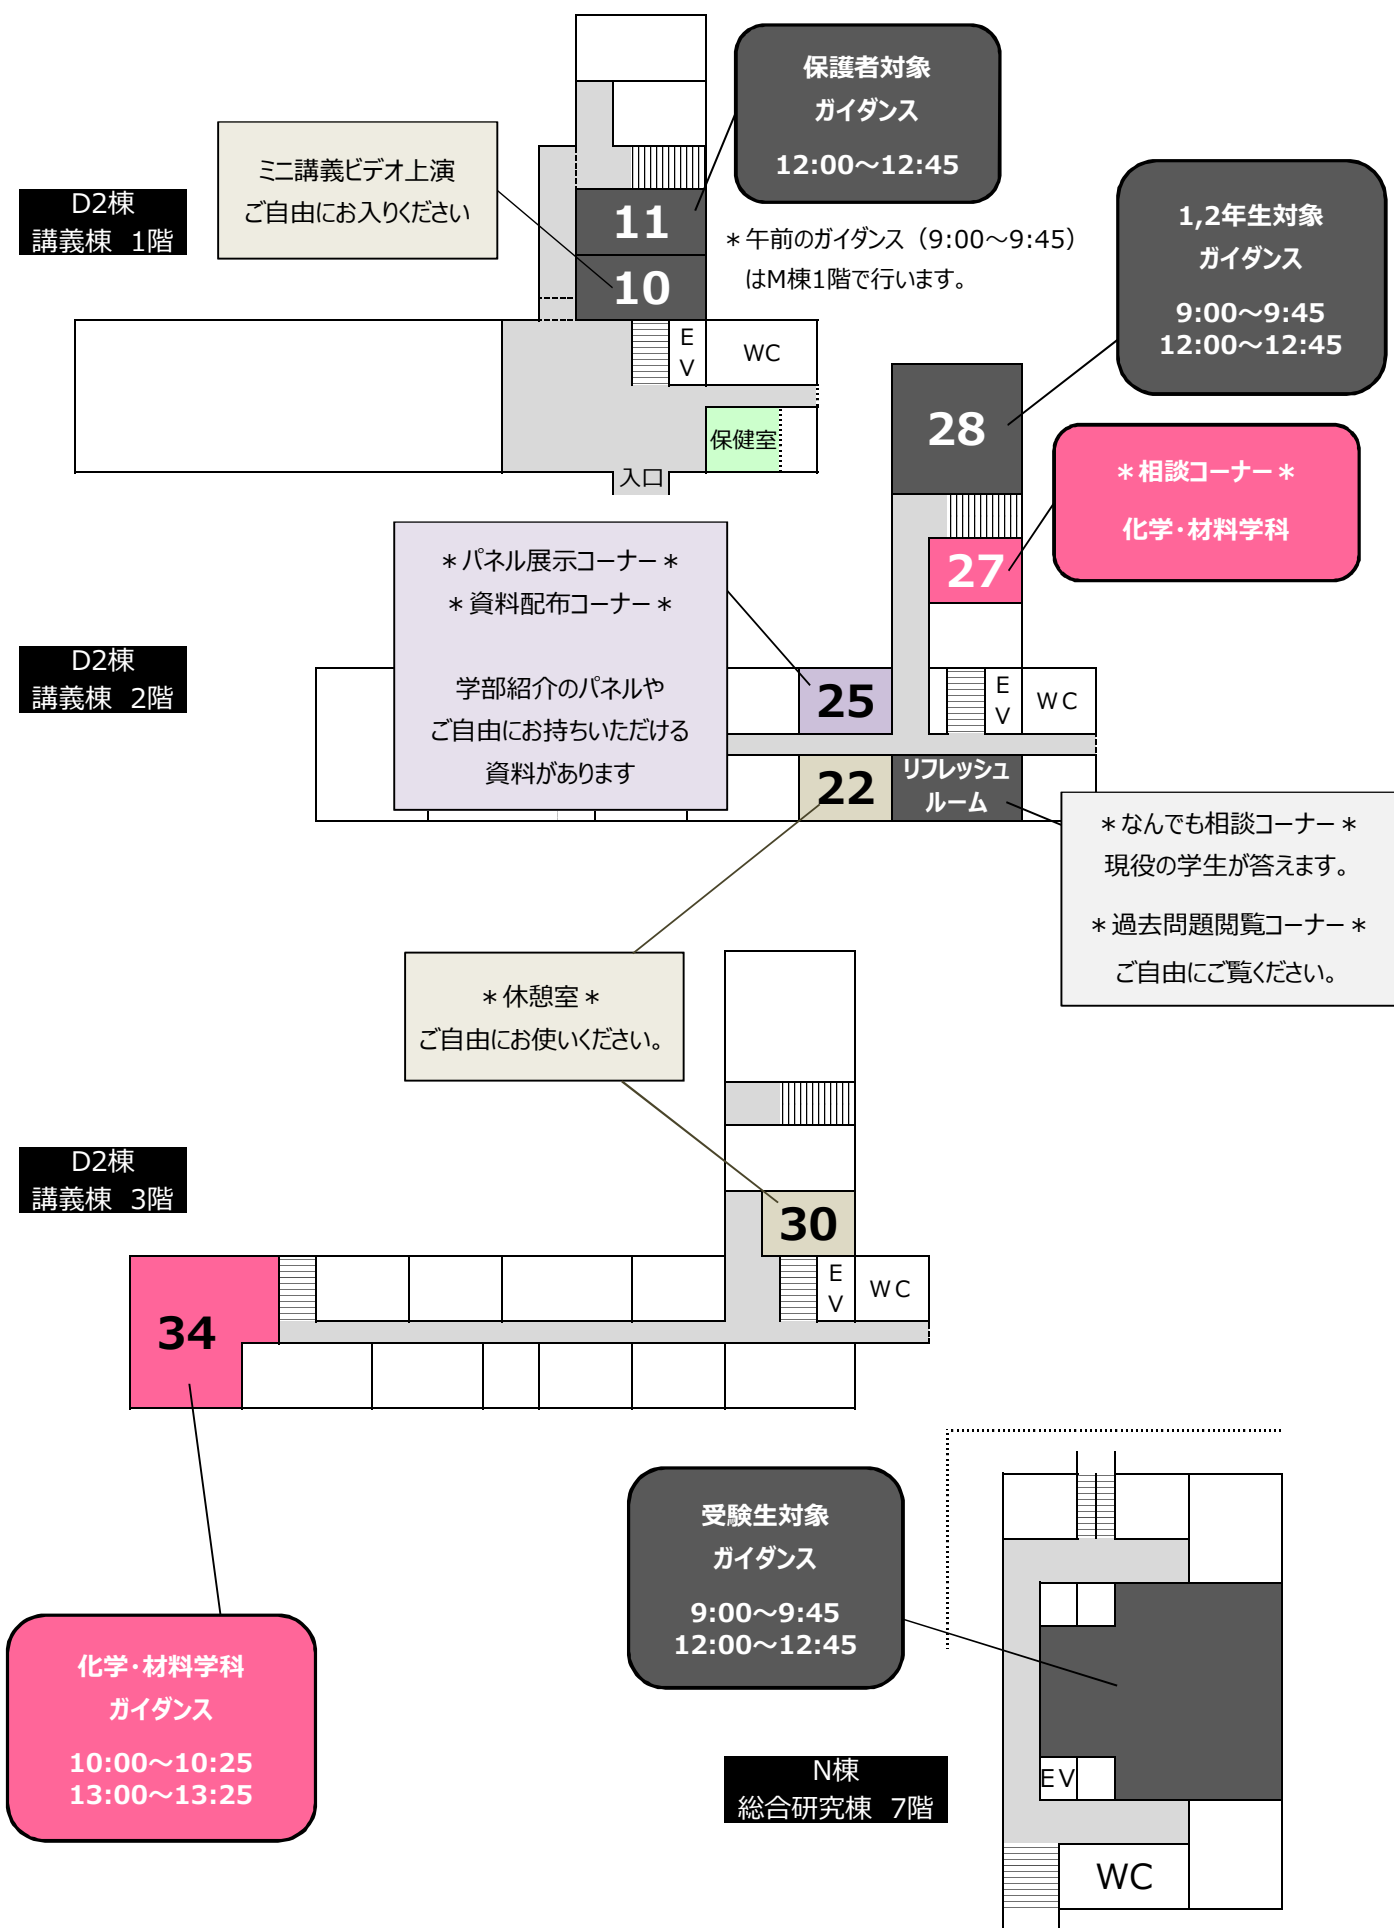 保護者対象
ガイダンス
12:00～12:45
ミニ講義ビデオ上演
ご自由にお入りください
D2棟
講義棟 1階
11
10
＊午前のガイダンス（9:00～9:45）
はM棟1階で行います。
1,2年生対象
ガイダンス
9:00～9:45
12:00～12:45
E
V
WC
保健室
入口
28
＊相談コーナー＊
化学・材料学科
27
＊パネル展示コーナー＊
＊資料配布コーナー＊
学部紹介のパネルや
ご自由にお持ちいただける
資料があります
D2棟
講義棟 2階
25
E
V
WC
22
リフレッシュ
ルーム
＊なんでも相談コーナー＊
現役の学生が答えます。
＊過去問題閲覧コーナー＊
ご自由にご覧ください。
＊休憩室＊
ご自由にお使いください。
D2棟
講義棟 3階
30
E
V
WC
34
化学・材料学科
ガイダンス
10:00～10:25
13:00～13:25
受験生対象
ガイダンス
9:00～9:45
12:00～12:45
N棟
総合研究棟 7階
EV
WC